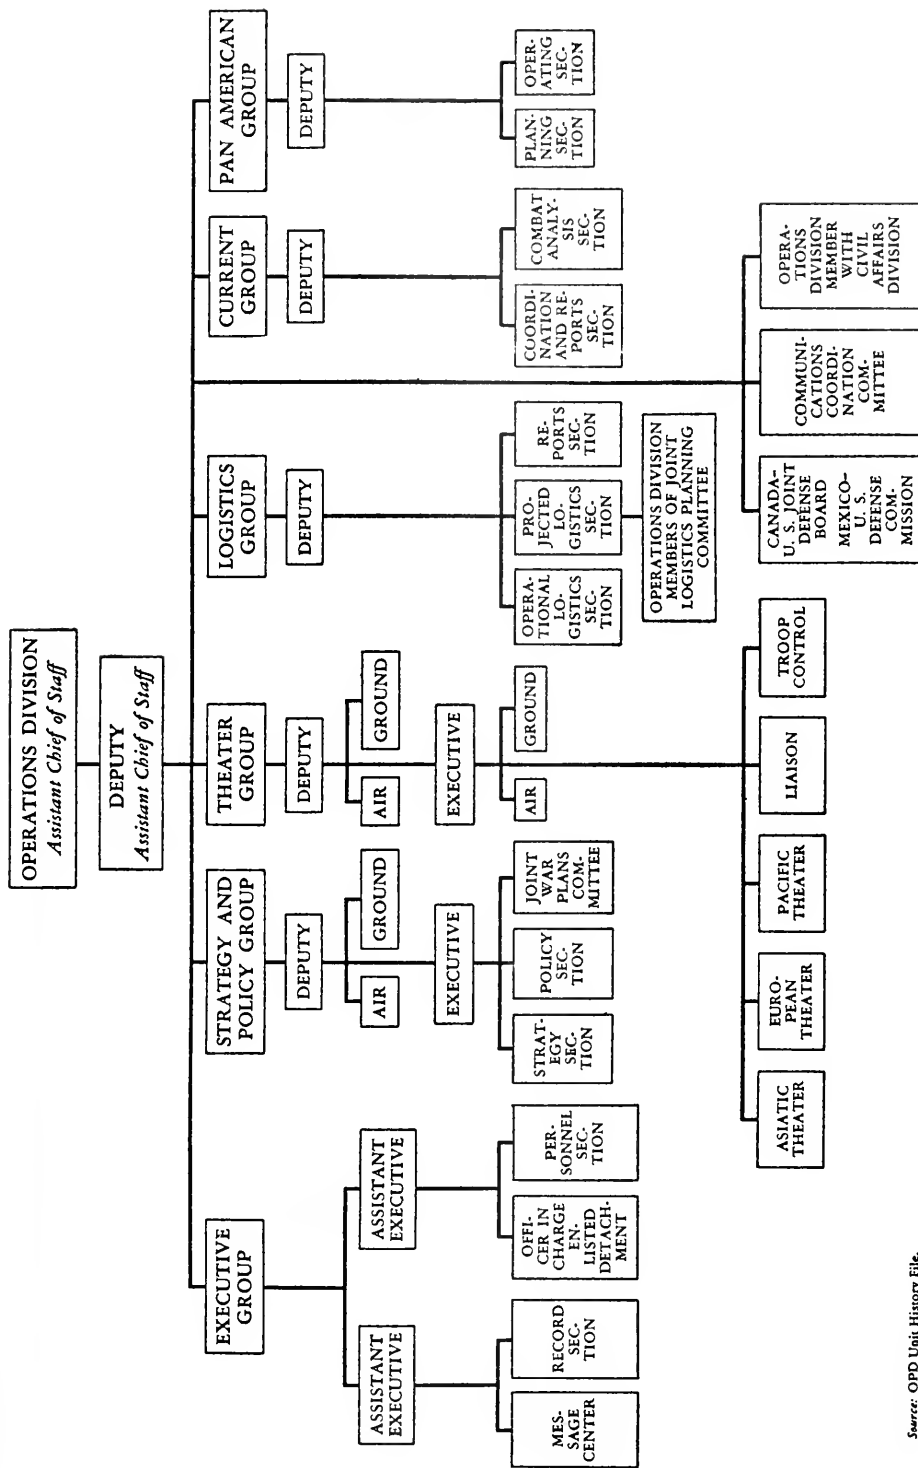 OPERATIONS DIVISION
Assistant Chief of Staff
DEPUTY
Assistant Chief of Staff
EXECUTIVE
GROUP
STRATEGY AND
POLICY GROUP
THEATER
GROUP
LOGISTICS
GROUP
CURRENT
GROUP
PAN AMERICAN
GROUP
DEPUTY
DEPUTY
DEPUTY
DEPUTY
DEPUTY
ASSISTANT
EXECUTIVE
ASSISTANT
EXECUTIVE
AIR
GROUND
AIR
GROUND
EXECUTIVE
EXECUTIVE
MES-
SAGE
CENTER
RECORD
SEC-
TION
OFFI-
CER IN
CHARGE
EN-
LISTED
DETACH-
MENT
PER-
SONNEL
SEC-
TION
STRAT-
EGY
SEC-
TION
POLICY
SEC-
TION
JOINT
WAR
PLANS
COM-
MITTEE
AIR
GROUND
OPERA-
TIONAL
LO-
GISTICS
SEC-
TION
PRO-
JECTED
LO-
GISTICS
SEC-
TION
RE-
PORTS
SEC-
TION
COORDI-
NATION
AND RE-
PORTS
SEC-
TION
COMBAT
ANALY-
SIS
SEC-
TION
PLAN-
NING
SEC-
TION
OPER-
ATING
SEC-
TION
OPERATIONS DIVISION
MEMBERS OF JOINT
LOGISTICS PLANNING
COMMITTEE
ASIATIC
THEATER
EURO-
PEAN
THEATER
PACIFIC
THEATER
LIAISON
TROOP
CONTROL
CANADA–
U. S. JOINT
DEFENSE
BOARD
MEXICO–
U. S.
DEFENSE
COM-
MISSION
COMMUNI-
CATIONS
COORDI-
NATION
COM-
MITTEE
OPERA-
TIONS
DIVISION
MEMBER
WITH
CIVIL
AFFAIRS
DIVISION
Source: OPD Unit History File.